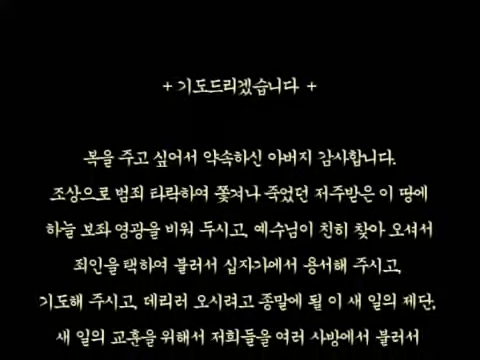 + 기도드리겠습니다 +
복을 주고 싶어서 약속하신 아버지 감사합니다.
조상으로 범죄 타락하여 쫓겨나 죽었던 저주받은 이 땅에
하늘 보좌 영광을 비워 두시고, 예수님이 친히 찾아 오셔서
죄인을 택하여 불러서 십자가에서 용서해 주시고,
기도해 주시고, 데리러 오시려고 종말에 될 이 새 일의 제단,
새 일의 교훈을 위해서 저희들을 여러 사방에서 불러서